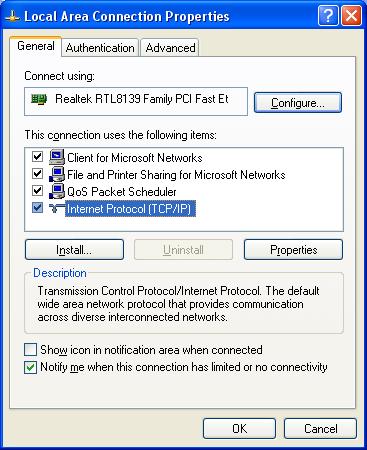 Local Area Connection Properties
General Authentication Advanced
Connect using:
Realtek RTL8139 Family PCI Fast Et
Configure...
This connection uses the following items:
Client for Microsoft Networks
File and Printer Sharing for Microsoft Networks
QoS Packet Scheduler
Internet Protocol (TCP/IP)
Install... Uninstall Properties
Description
Transmission Control Protocol/Internet Protocol. The default
wide area network protocol that provides communication
across diverse interconnected networks.
Show icon in notification area when connected
Notify me when this connection has limited or no connectivity
OK Cancel